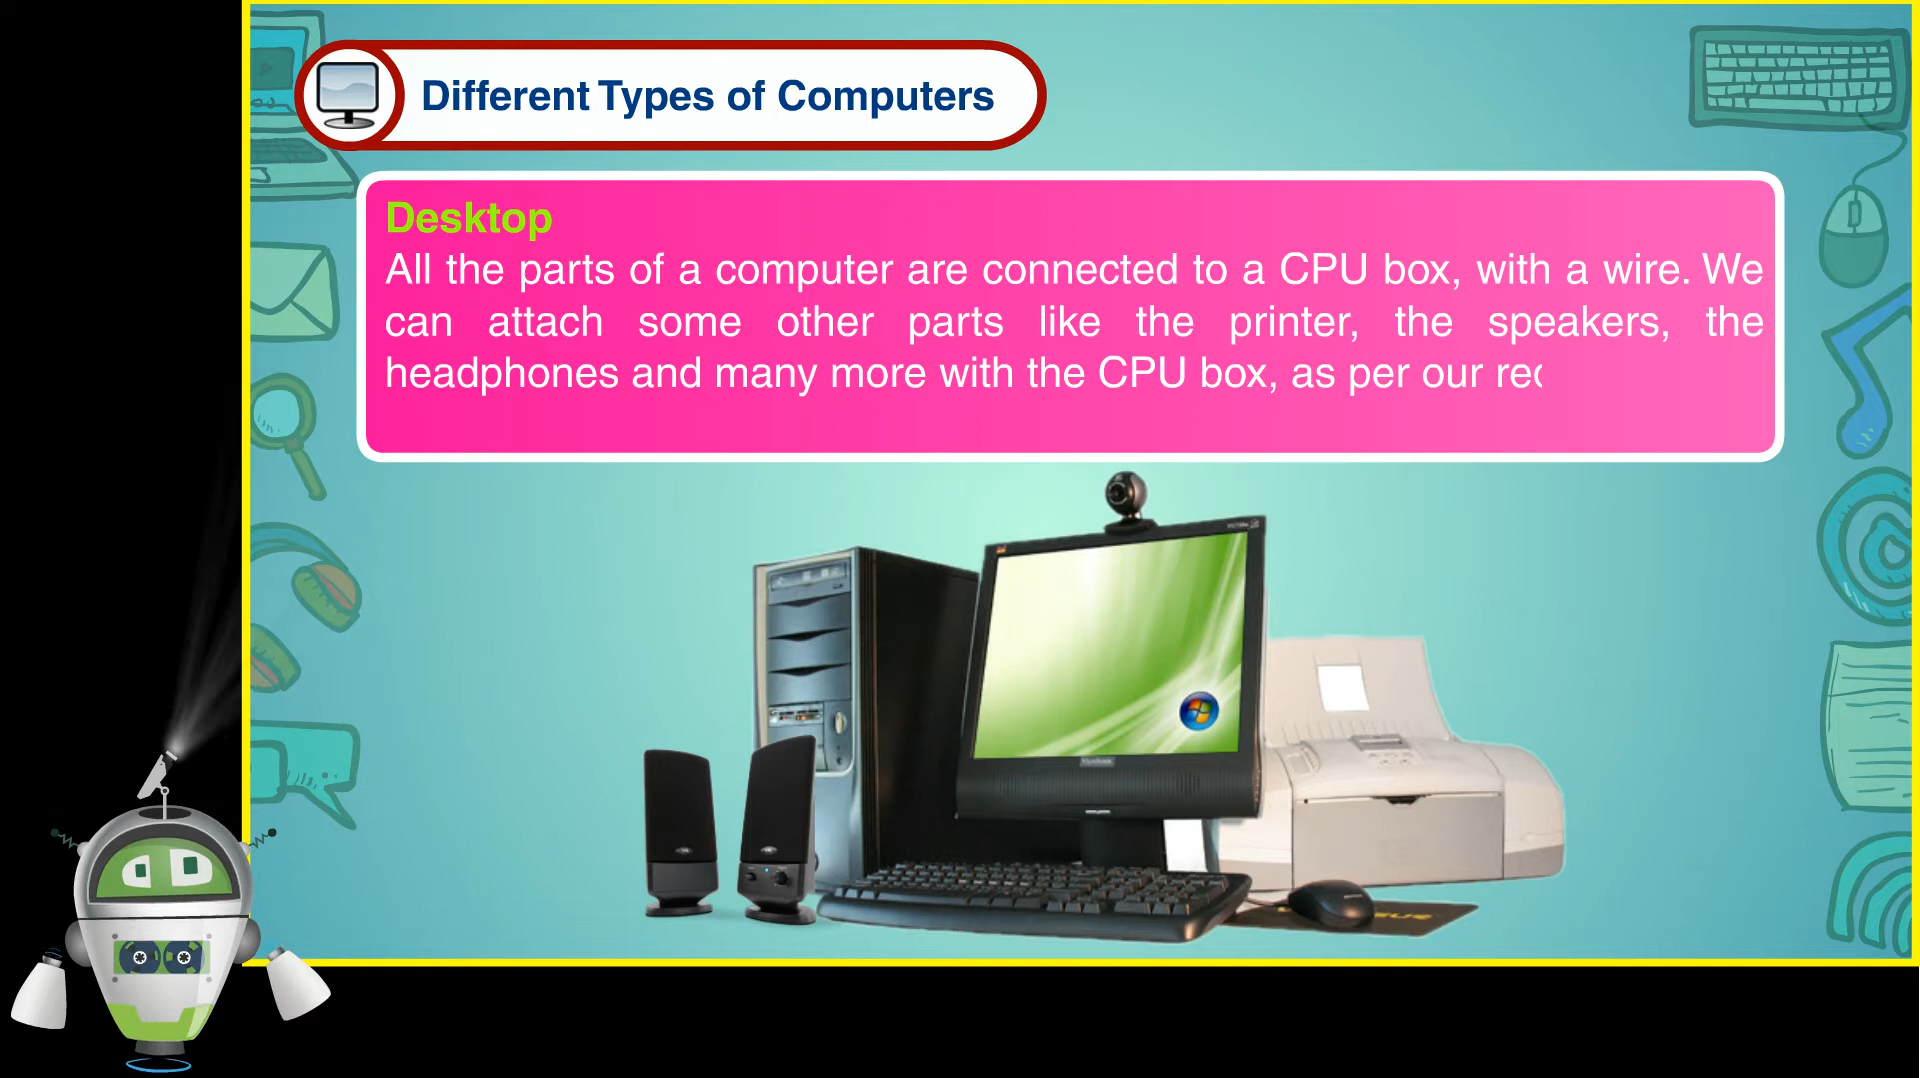 Different Types of Computers
Desktop
All the parts of a computer are connected to a CPU box, with a wire. We
can attach some other parts like the printer, the speakers, the
headphones and many more with the CPU box, as per our